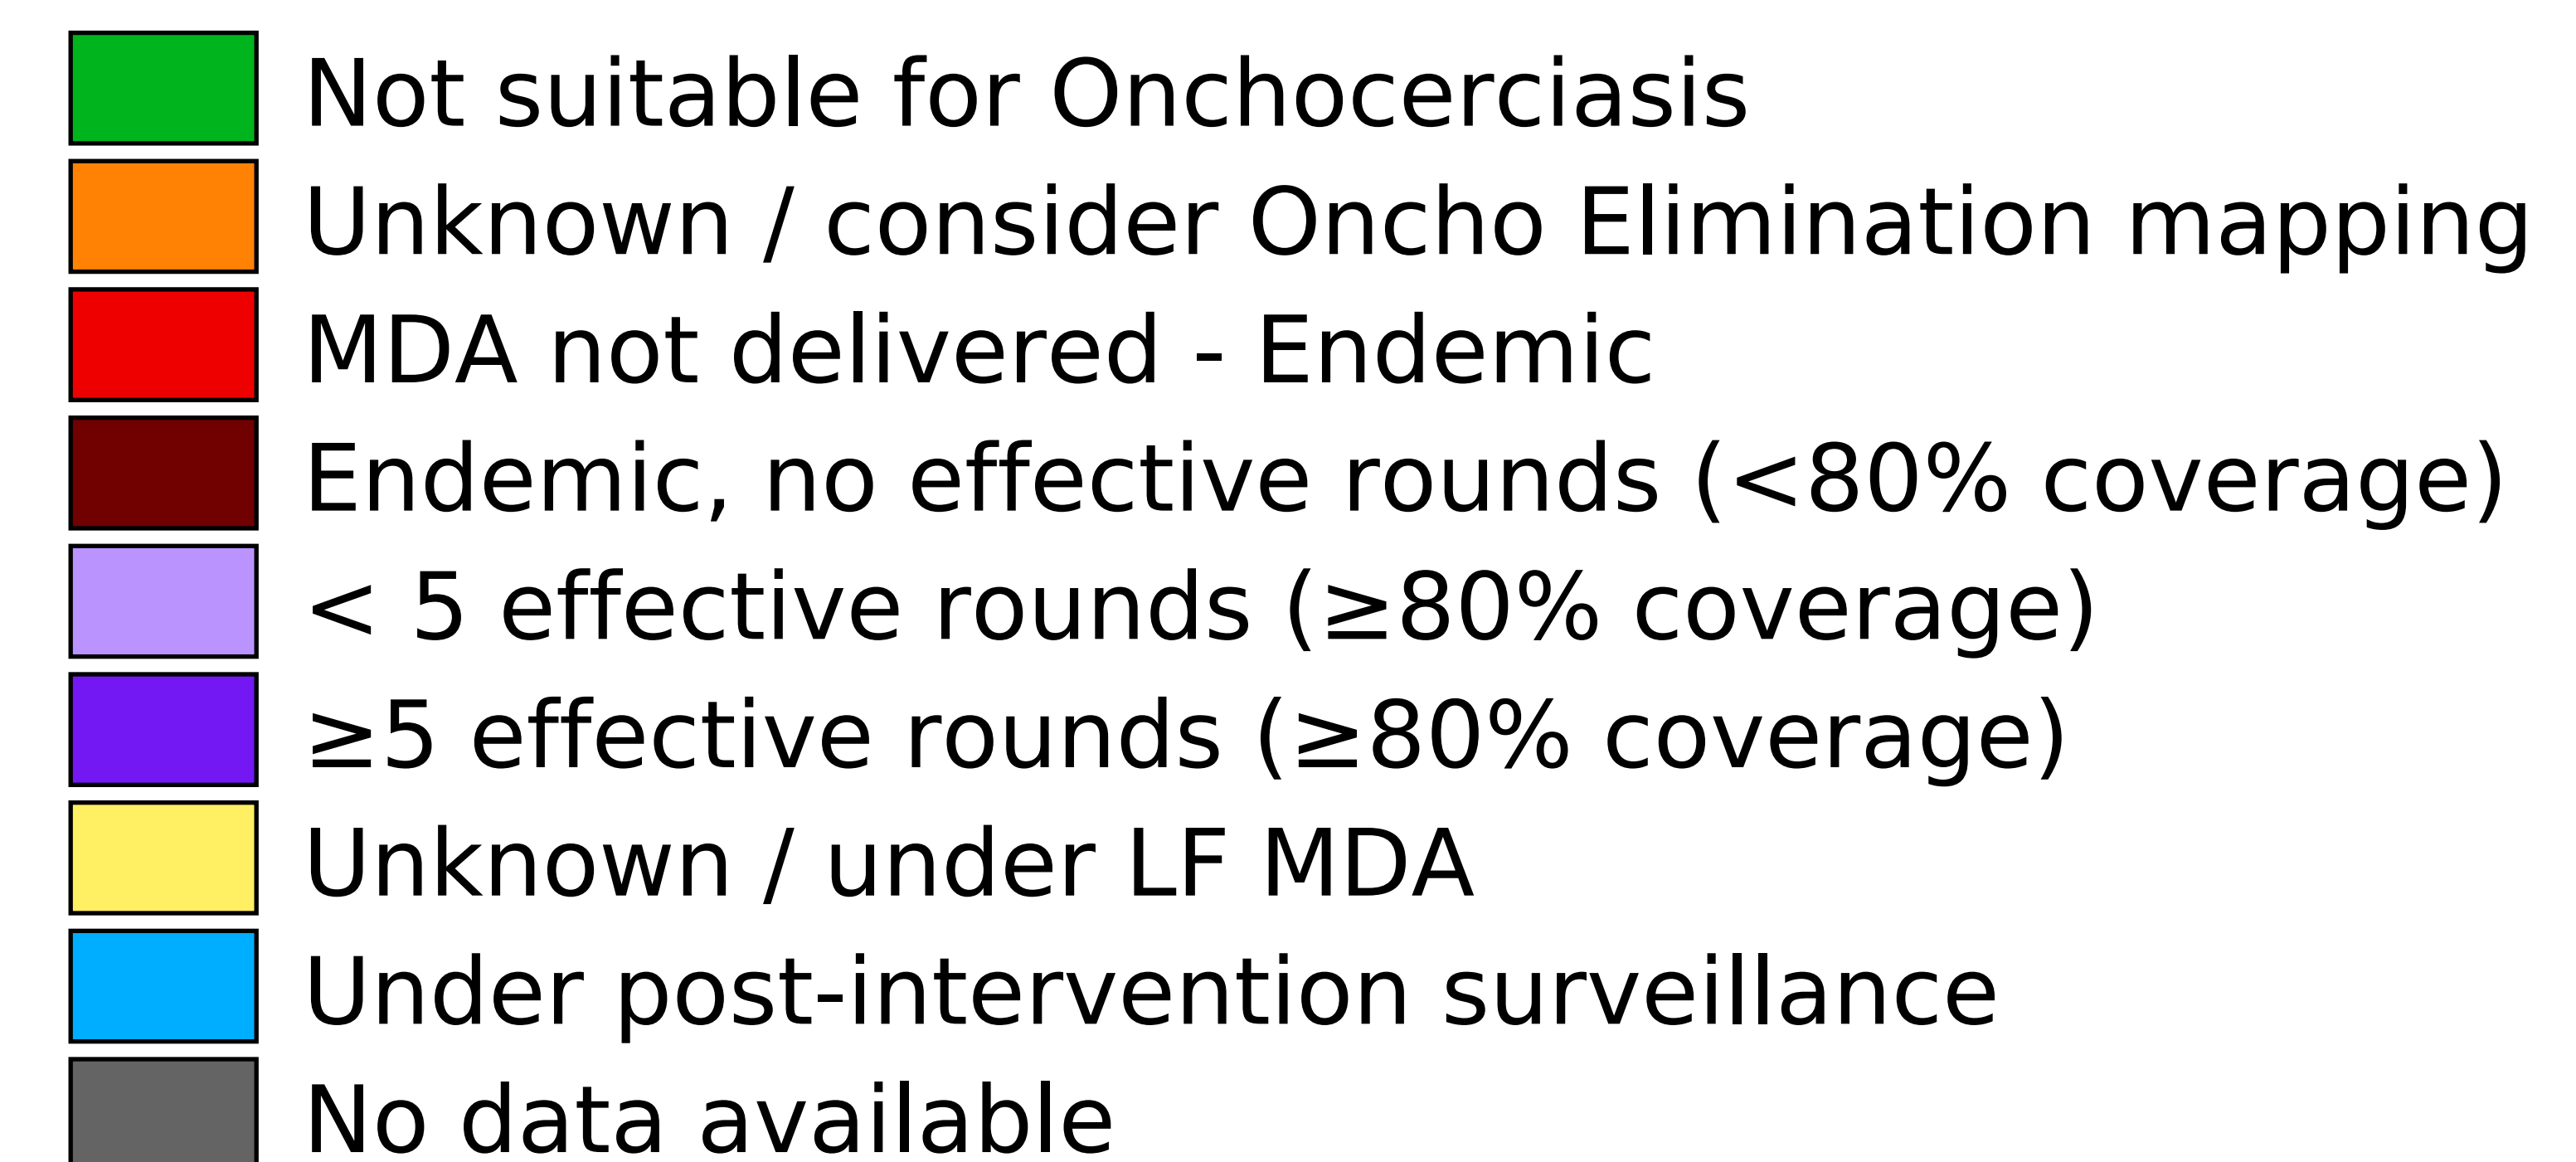 Not suitable for Onchocerciasis
Unknown / consider Oncho Elimination mapping
MDA not delivered - Endemic
Endemic, no effective rounds (<80% coverage)
< 5 effective rounds (≥80% coverage)
≥5 effective rounds (≥80% coverage)
Unknown / under LF MDA
Under post-intervention surveillance
No data available